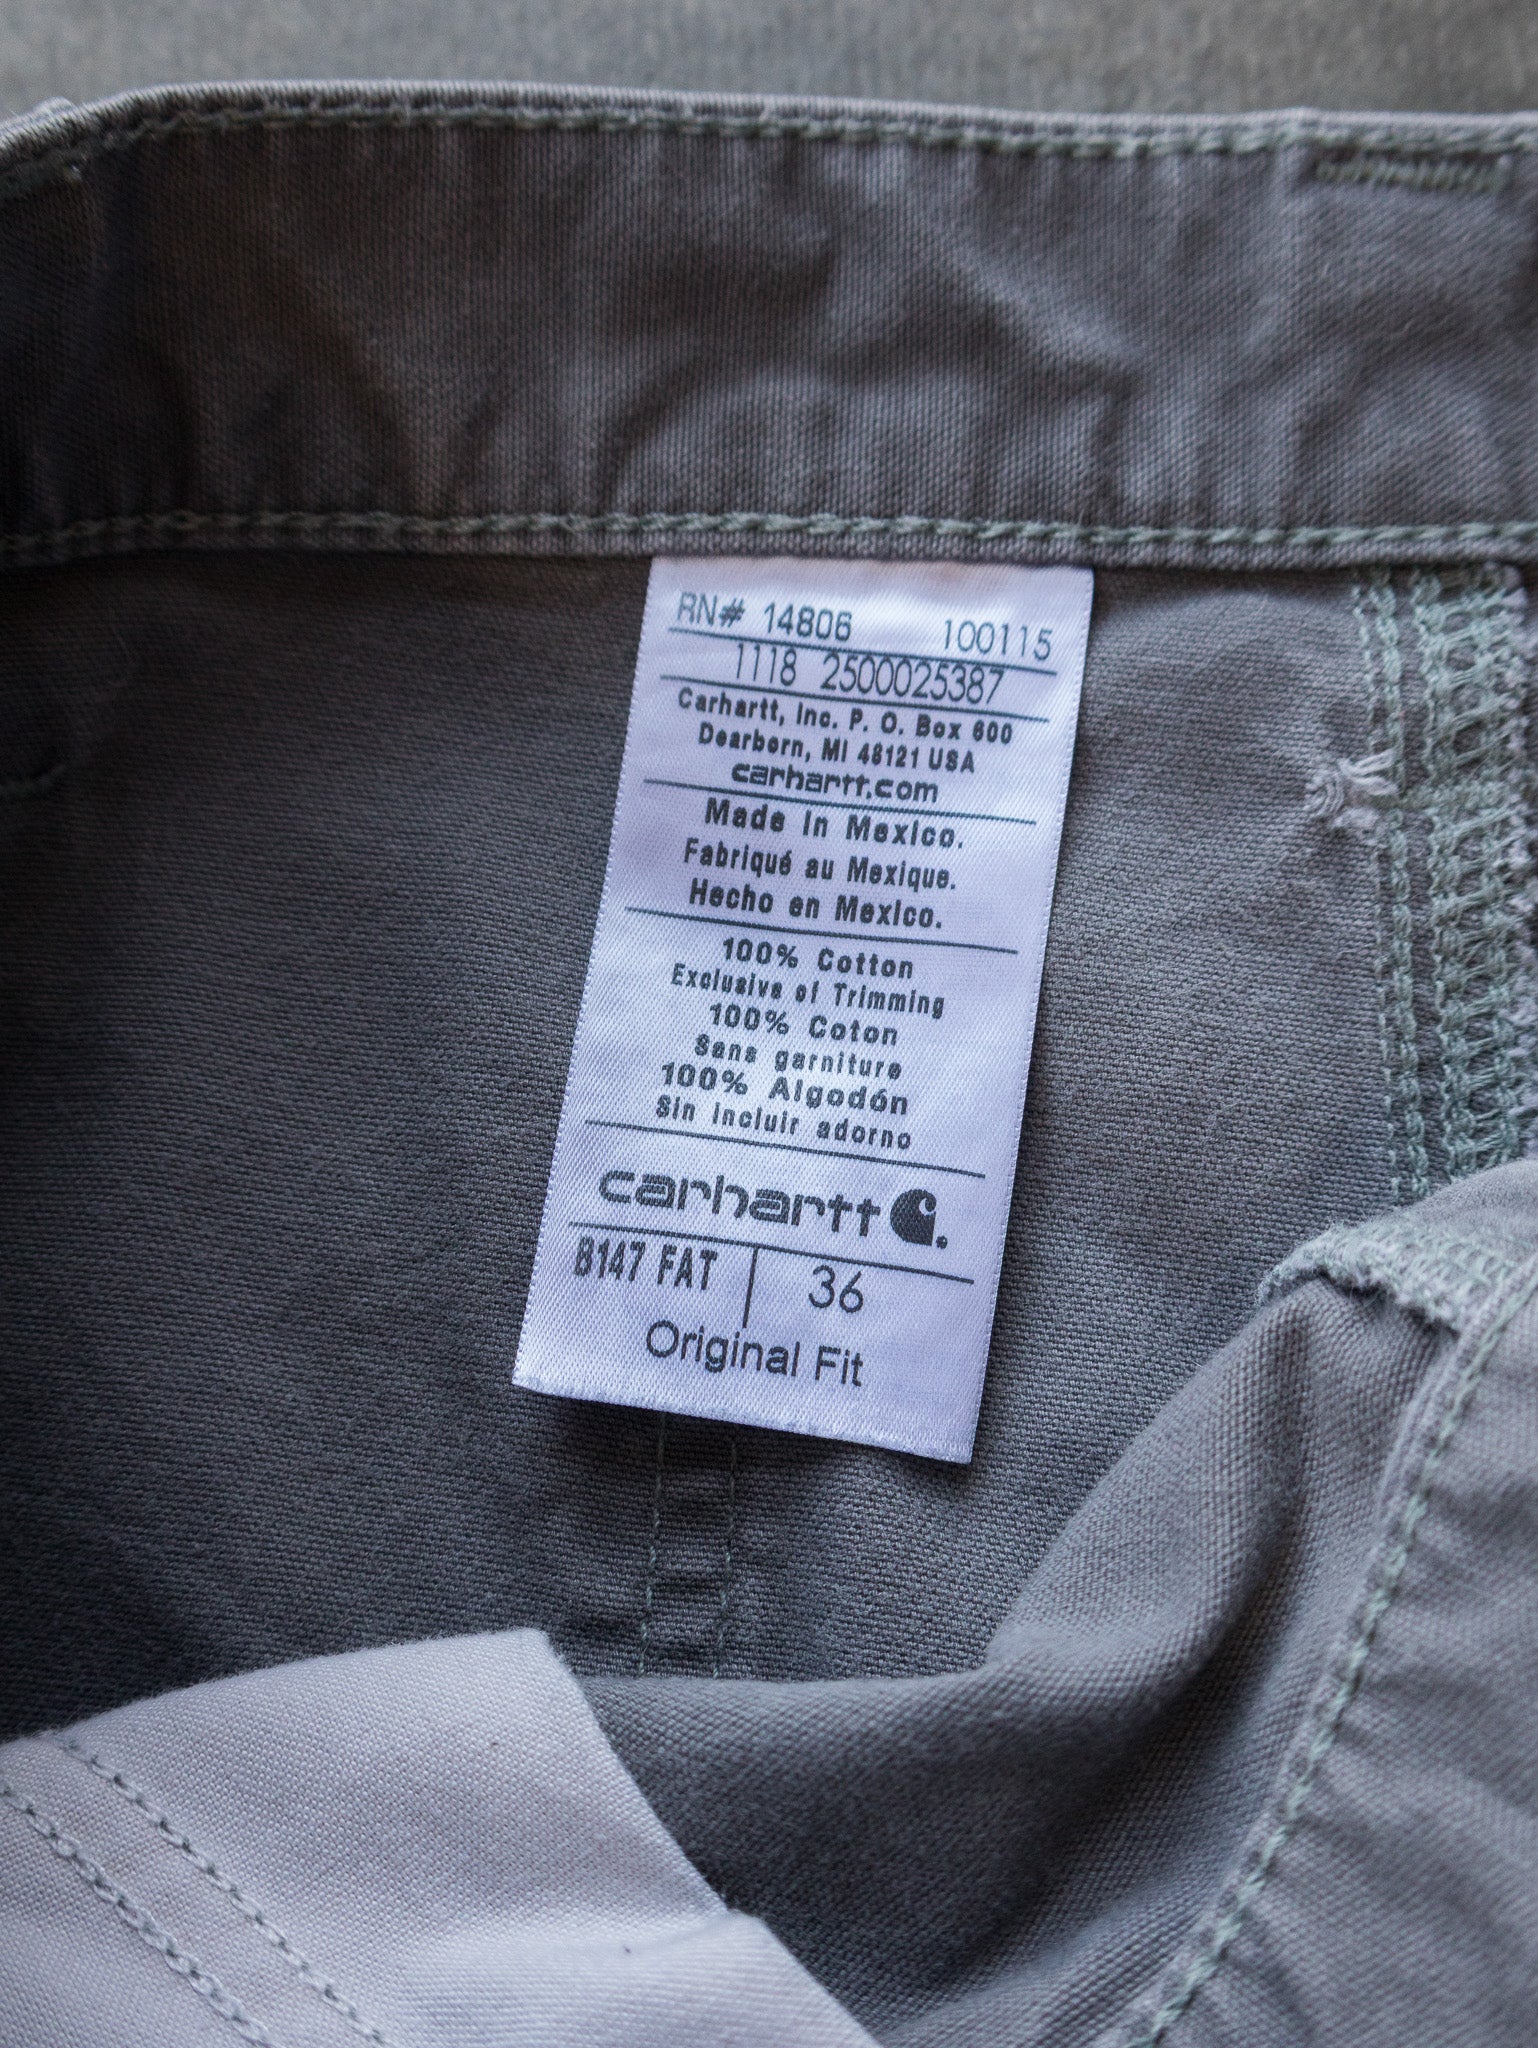 RN# 14806 100115
1118 2500025387
Carhartt, Inc. P. O. Box 600
Dearborn, MI 48121 USA
carhartt.com
Made in Mexico.
Fabriqué au Mexique.
Hecho en Mexico.
100% Cotton
Exclusive of Trimming
100% Coton
Sans garniture
100% Algodón
Sin incluir adorno
carhartt
B147 FAT 36
Original Fit